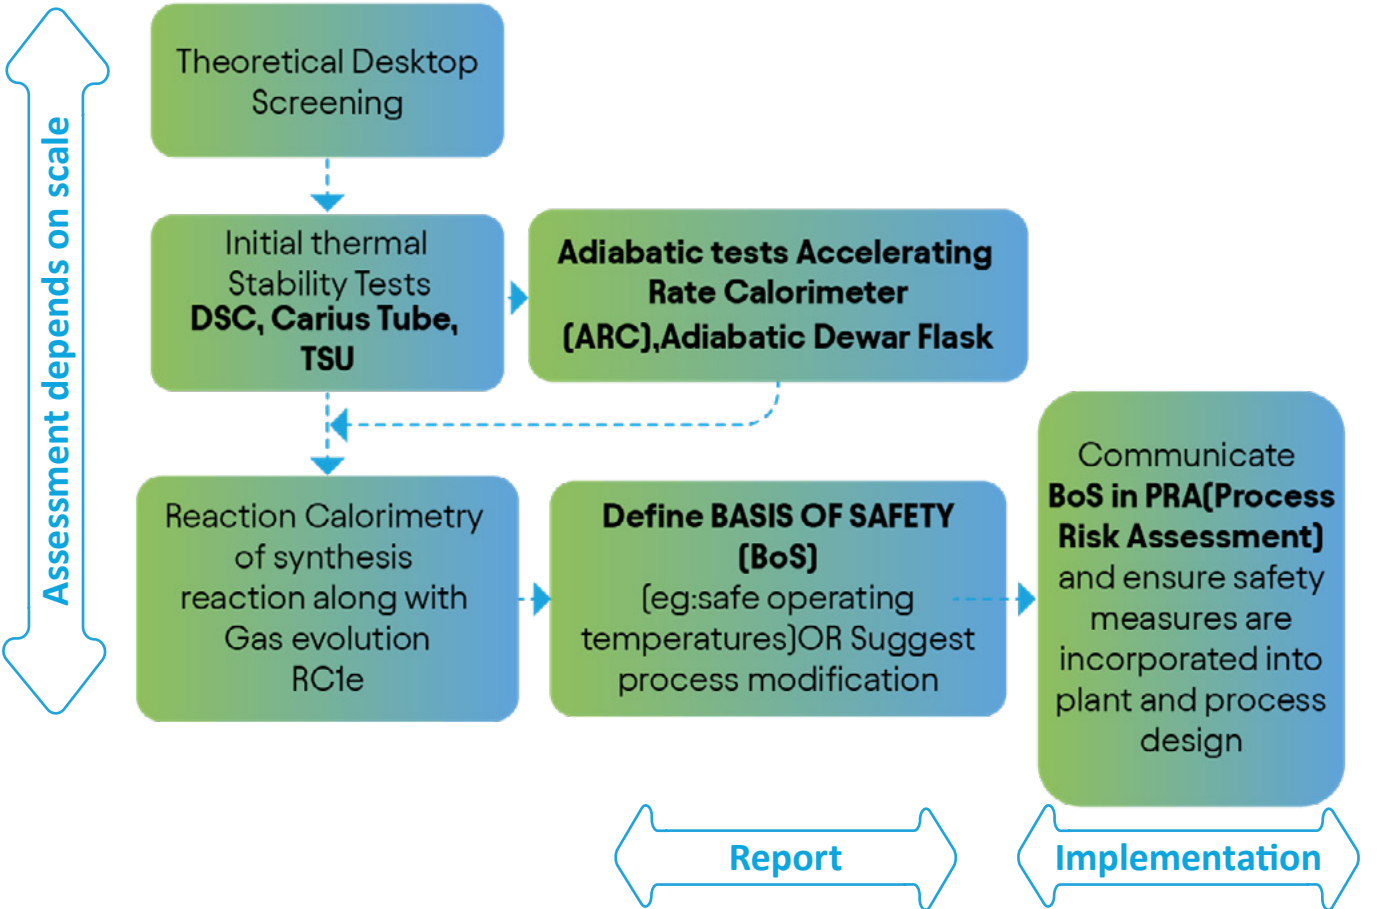 Assessment depends on scale
Theoretical Desktop
Screening
Initial thermal
Stability Tests
DSC, Carius Tube,
TSU
Adiabatic tests Accelerating
Rate Calorimeter
(ARC),Adiabatic Dewar Flask
Reaction Calorimetry
of synthesis
reaction along with
Gas evolution
RC1e
Define BASIS OF SAFETY
(BoS)
(eg:safe operating
temperatures)OR Suggest
process modification
Communicate
BoS in PRA(Process
Risk Assessment)
and ensure safety
measures are
incorporated into
plant and process
design
Report
Implementation